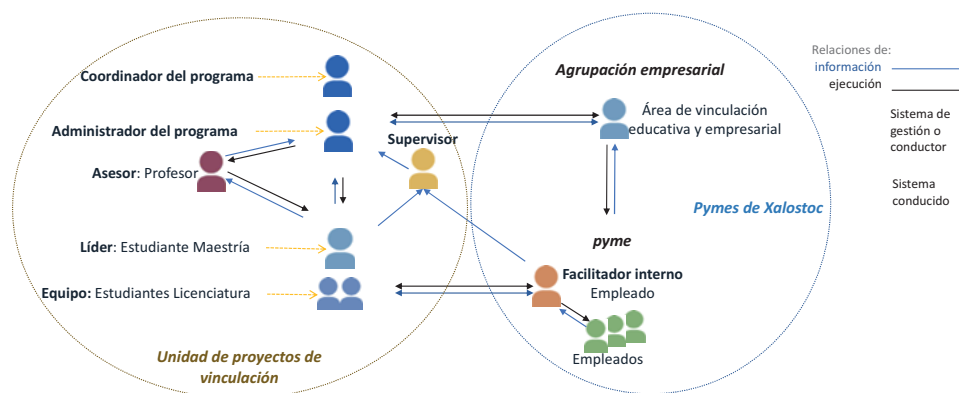 Coordinador del programa
Administrador del programa
Supervisor
Asesor: Profesor
Líder: Estudiante Maestría
Equipo: Estudiantes Licenciatura
Unidad de proyectos de
vinculación
Agrupación empresarial
Área de vinculación
educativa y empresarial
Pymes de Xalostoc
pyme
Facilitador interno
Empleado
Empleados
Relaciones de:
información
ejecución
Sistema de
gestión o
conductor
Sistema
conducido